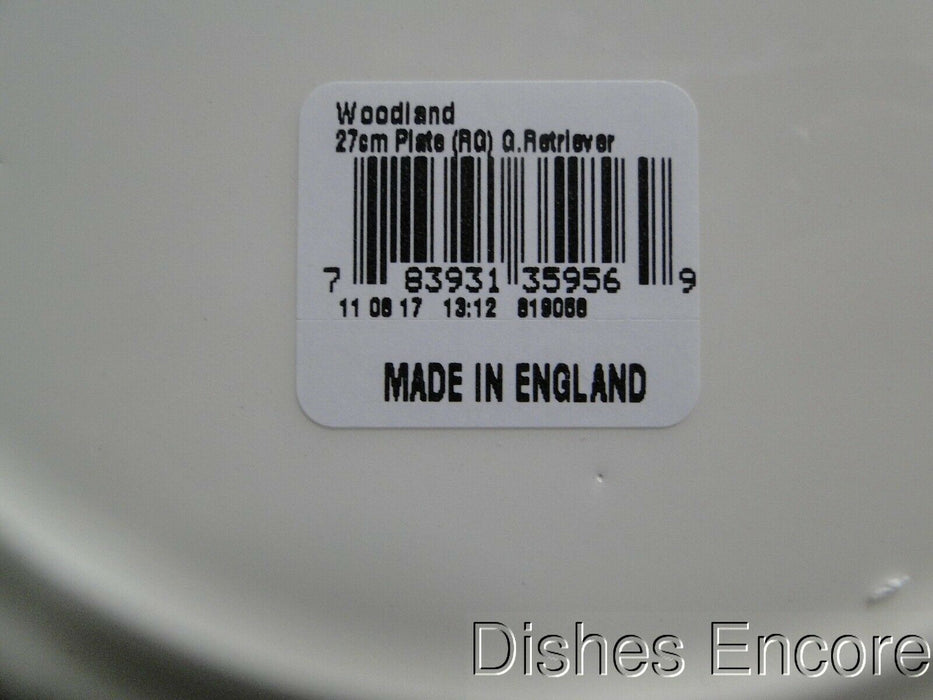 Woodland
27cm Plate (RG) G.Retriever
7 83931 35956 9
11 08 17 13:12 819058
MADE IN ENGLAND
Dishes Encore